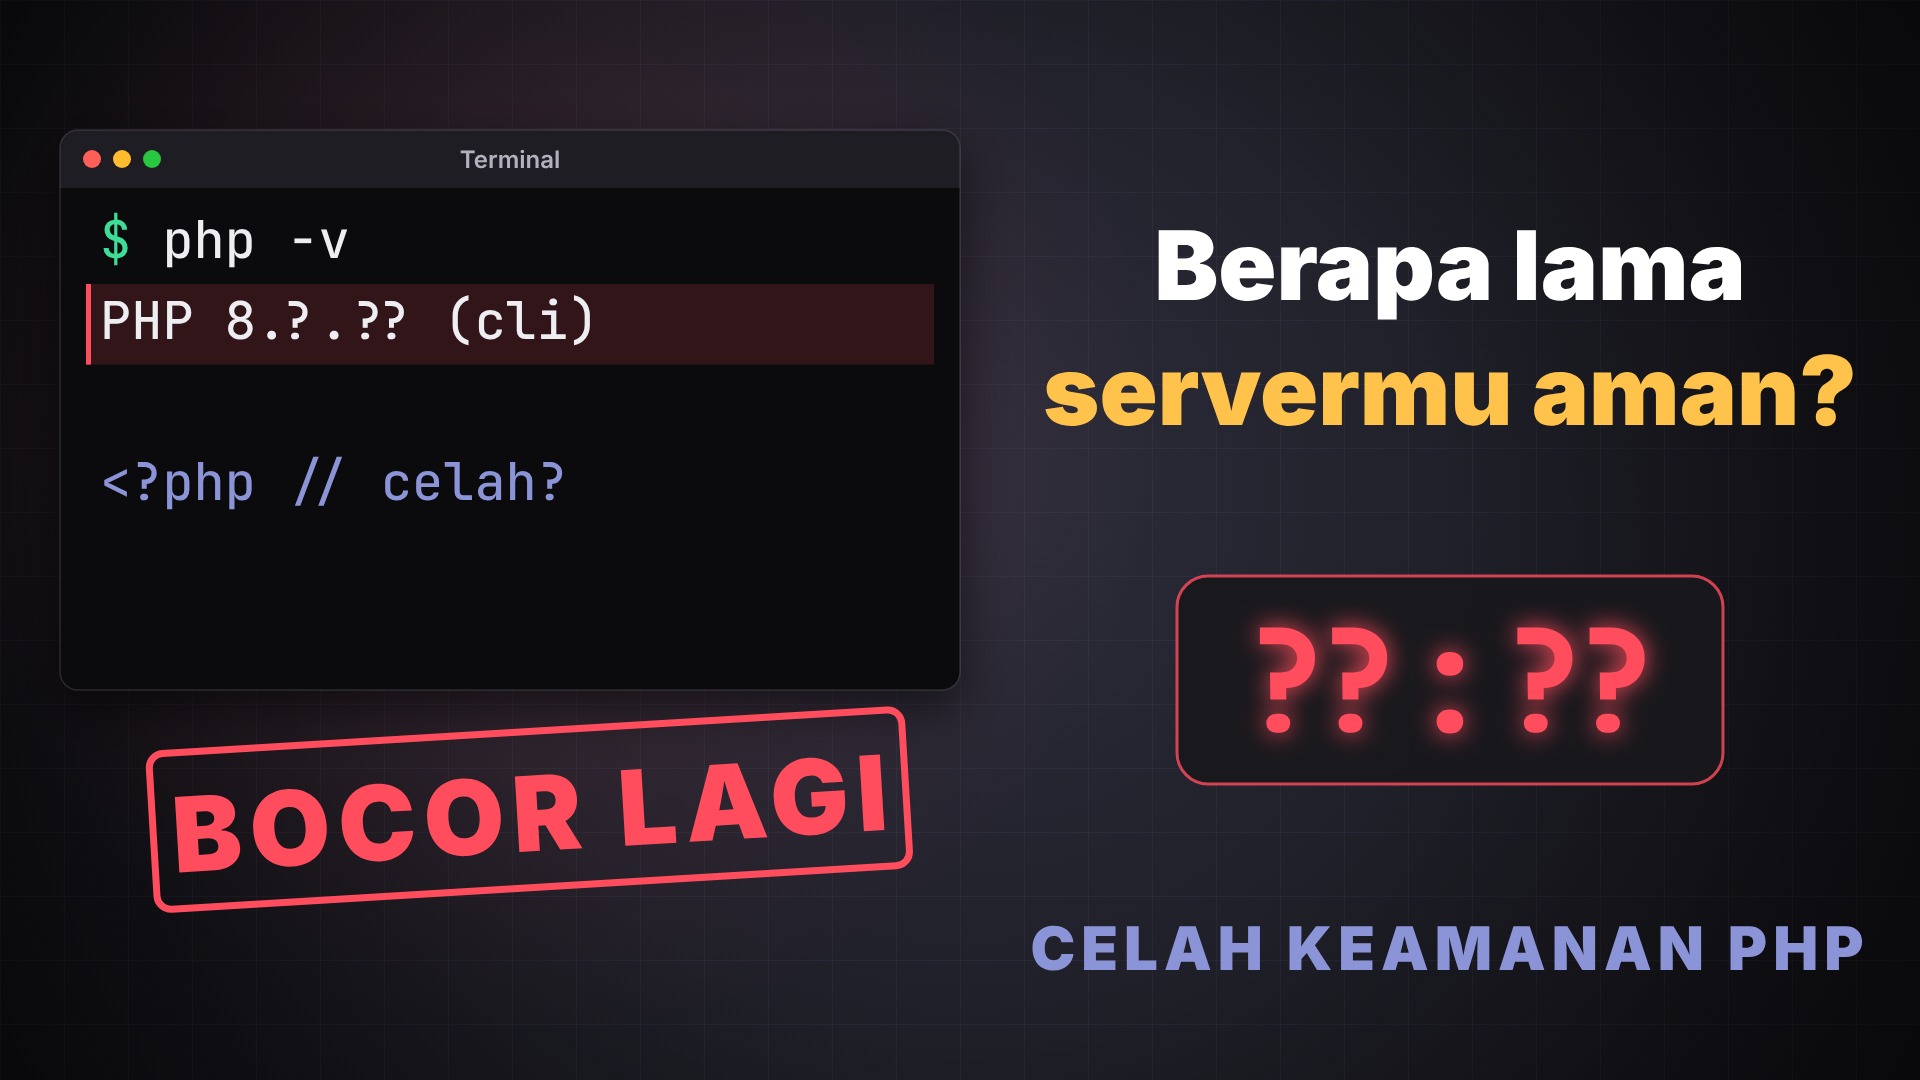 Terminal
$ php -v
PHP 8.?.?? (cli)
<?php // celah?
BOCOR LAGI
Berapa lama
servermu aman?
??:??
CELAH KEAMANAN PHP